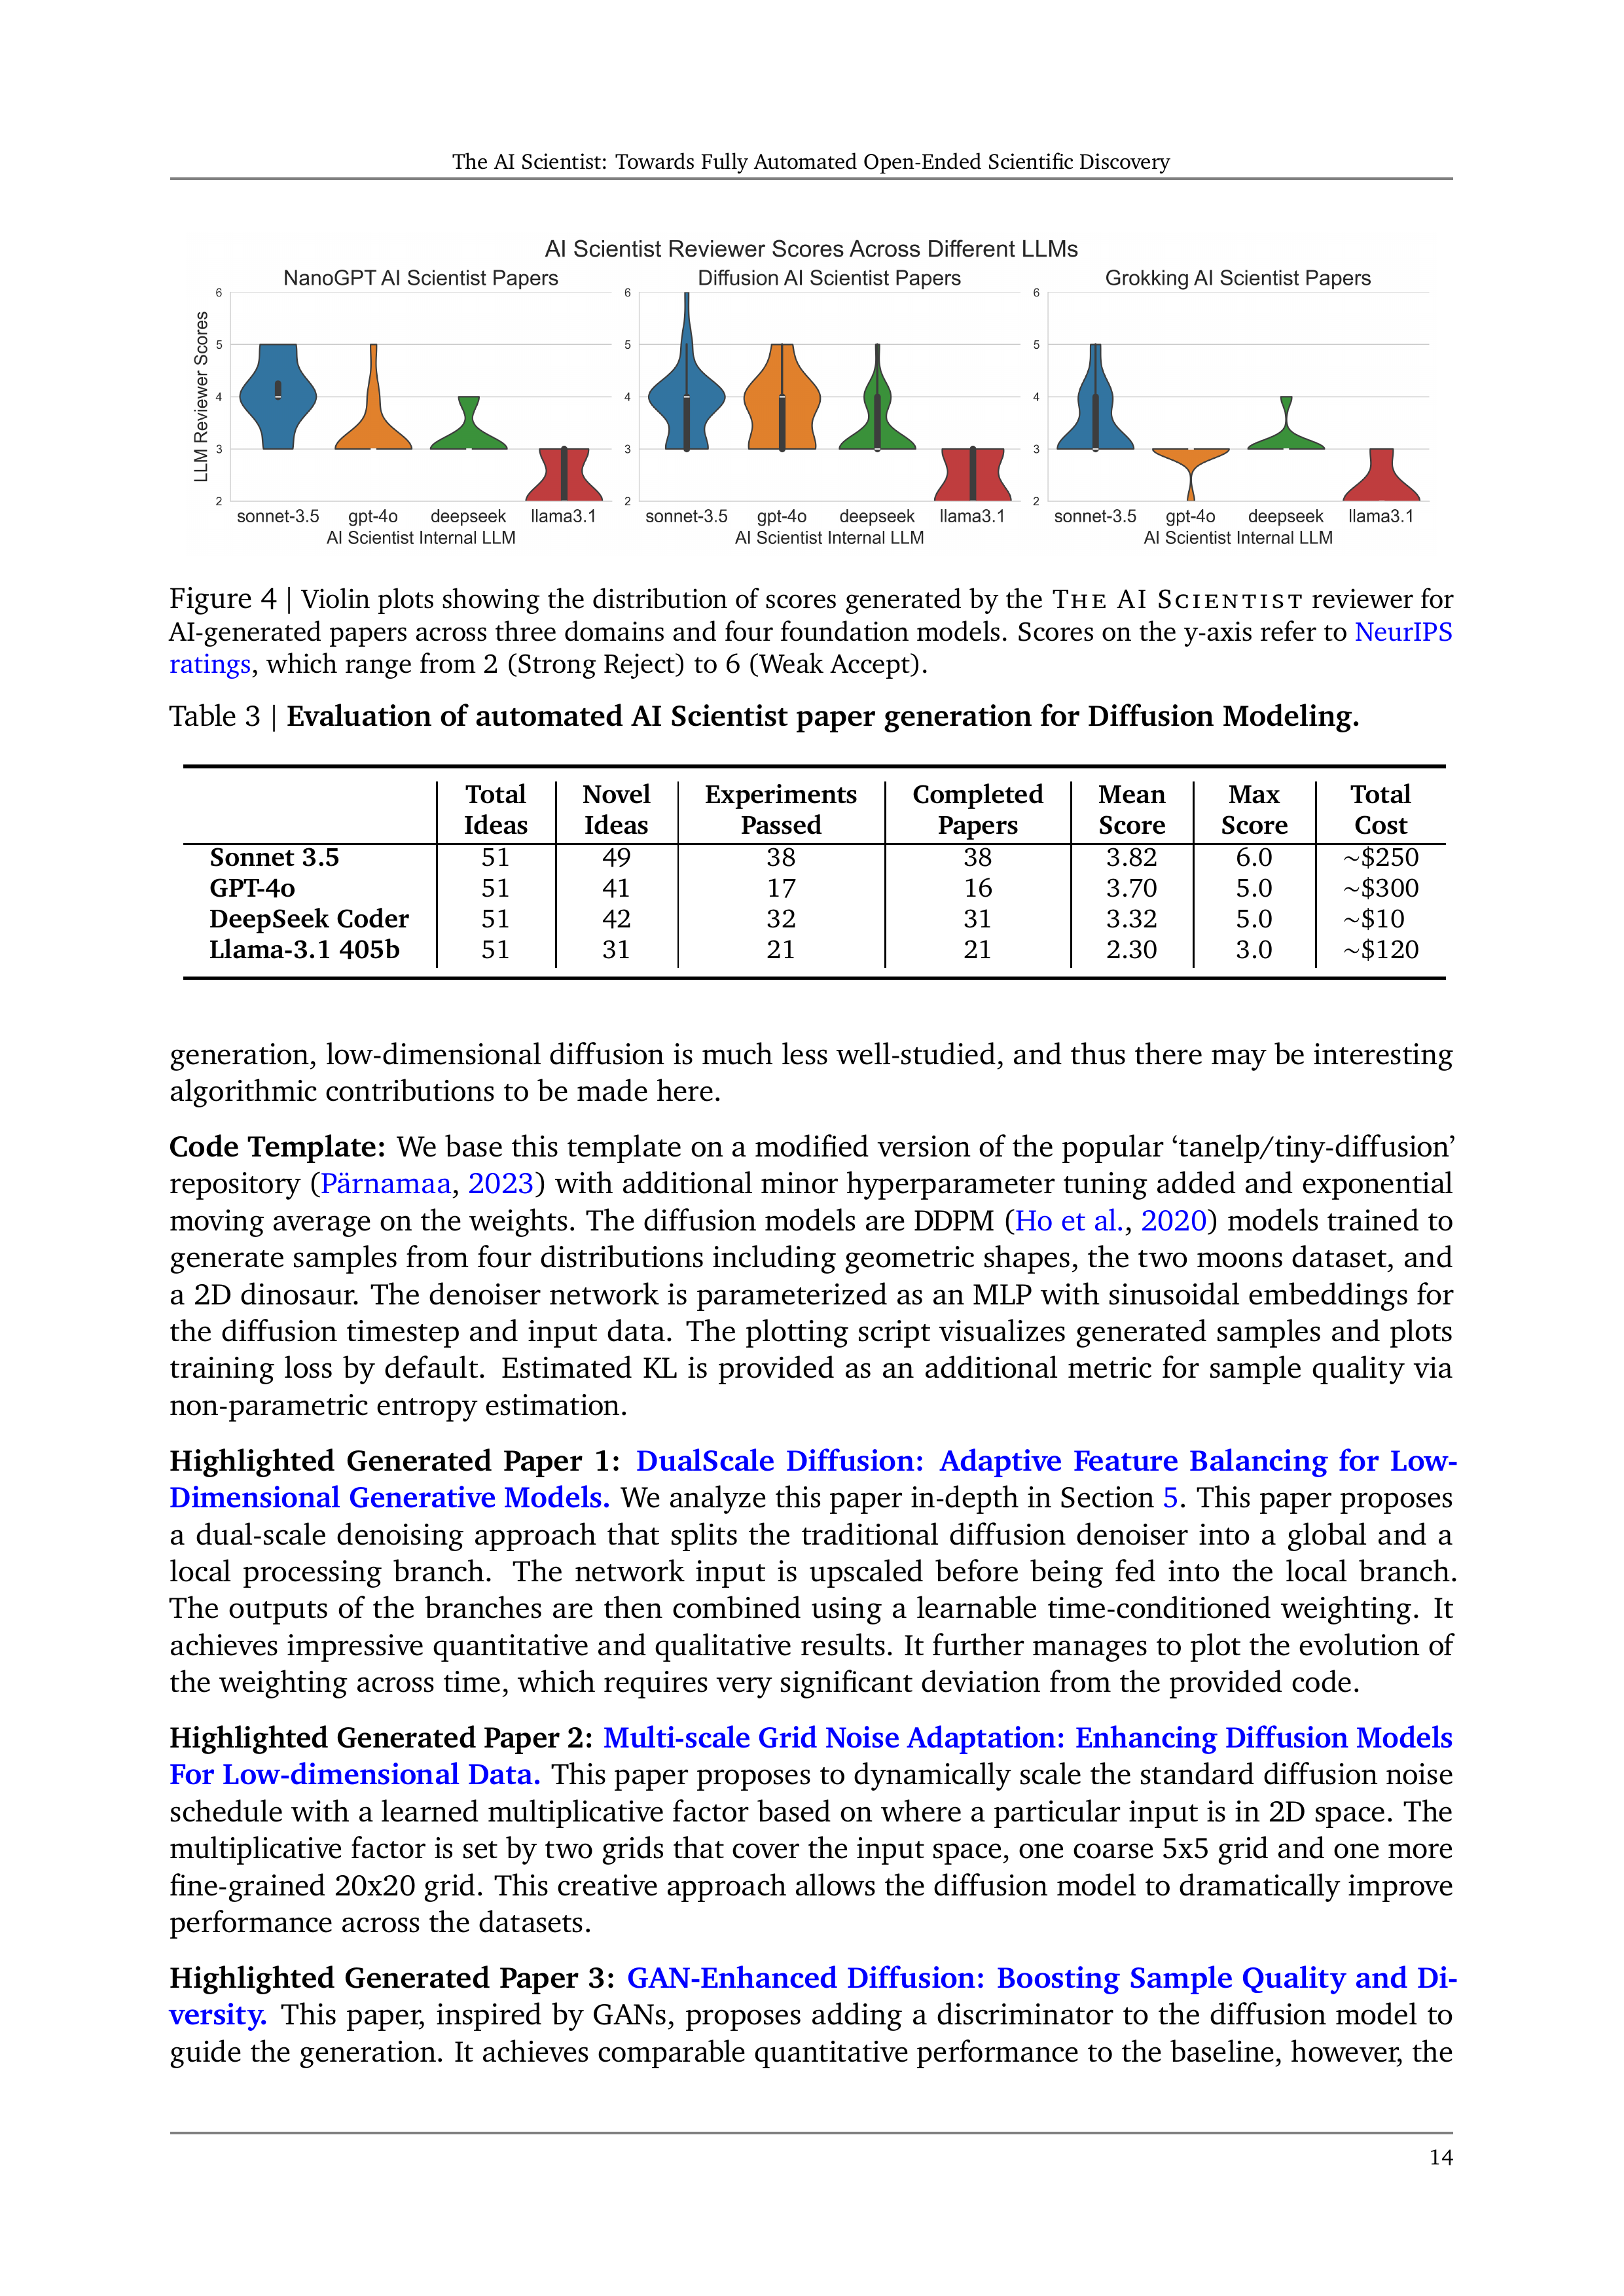 The AI Scientist: Towards Fully Automated Open-Ended Scientific Discovery
AI Scientist Reviewer Scores Across Different LLMs
NanoGPT AI Scientist Papers
Diffusion AI Scientist Papers
Grokking AI Scientist Papers
LLM Reviewer Scores
6
5
4
3
2
sonnet-3.5 gpt-4o deepseek llama3.1
AI Scientist Internal LLM
6
5
4
3
2
sonnet-3.5 gpt-4o deepseek llama3.1
AI Scientist Internal LLM
6
5
4
3
2
sonnet-3.5 gpt-4o deepseek llama3.1
AI Scientist Internal LLM
Figure 4 | Violin plots showing the distribution of scores generated by the THE AI SCIENTIST reviewer for
AI-generated papers across three domains and four foundation models. Scores on the y-axis refer to NeurIPS
ratings, which range from 2 (Strong Reject) to 6 (Weak Accept).
Table 3 | Evaluation of automated AI Scientist paper generation for Diffusion Modeling.
Total Novel Experiments Completed Mean Max Total
Ideas Ideas Passed Papers Score Score Cost
Sonnet 3.5 51 49 38 38 3.82 6.0 ~$250
GPT-4o 51 41 17 16 3.70 5.0 ~$300
DeepSeek Coder 51 42 32 31 3.32 5.0 ~$10
Llama-3.1 405b 51 31 21 21 2.30 3.0 ~$120
generation, low-dimensional diffusion is much less well-studied, and thus there may be interesting
algorithmic contributions to be made here.
Code Template: We base this template on a modified version of the popular ‘tanelp/tiny-diffusion’
repository (Pärnamaa, 2023) with additional minor hyperparameter tuning added and exponential
moving average on the weights. The diffusion models are DDPM (Ho et al., 2020) models trained to
generate samples from four distributions including geometric shapes, the two moons dataset, and
a 2D dinosaur. The denoiser network is parameterized as an MLP with sinusoidal embeddings for
the diffusion timestep and input data. The plotting script visualizes generated samples and plots
training loss by default. Estimated KL is provided as an additional metric for sample quality via
non-parametric entropy estimation.
Highlighted Generated Paper 1: DualScale Diffusion: Adaptive Feature Balancing for Low-
Dimensional Generative Models. We analyze this paper in-depth in Section 5. This paper proposes
a dual-scale denoising approach that splits the traditional diffusion denoiser into a global and a
local processing branch. The network input is upscaled before being fed into the local branch.
The outputs of the branches are then combined using a learnable time-conditioned weighting. It
achieves impressive quantitative and qualitative results. It further manages to plot the evolution of
the weighting across time, which requires very significant deviation from the provided code.
Highlighted Generated Paper 2: Multi-scale Grid Noise Adaptation: Enhancing Diffusion Models
For Low-dimensional Data. This paper proposes to dynamically scale the standard diffusion noise
schedule with a learned multiplicative factor based on where a particular input is in 2D space. The
multiplicative factor is set by two grids that cover the input space, one coarse 5x5 grid and one more
fine-grained 20x20 grid. This creative approach allows the diffusion model to dramatically improve
performance across the datasets.
Highlighted Generated Paper 3: GAN-Enhanced Diffusion: Boosting Sample Quality and Di-
versity. This paper, inspired by GANs, proposes adding a discriminator to the diffusion model to
guide the generation. It achieves comparable quantitative performance to the baseline, however, the
14